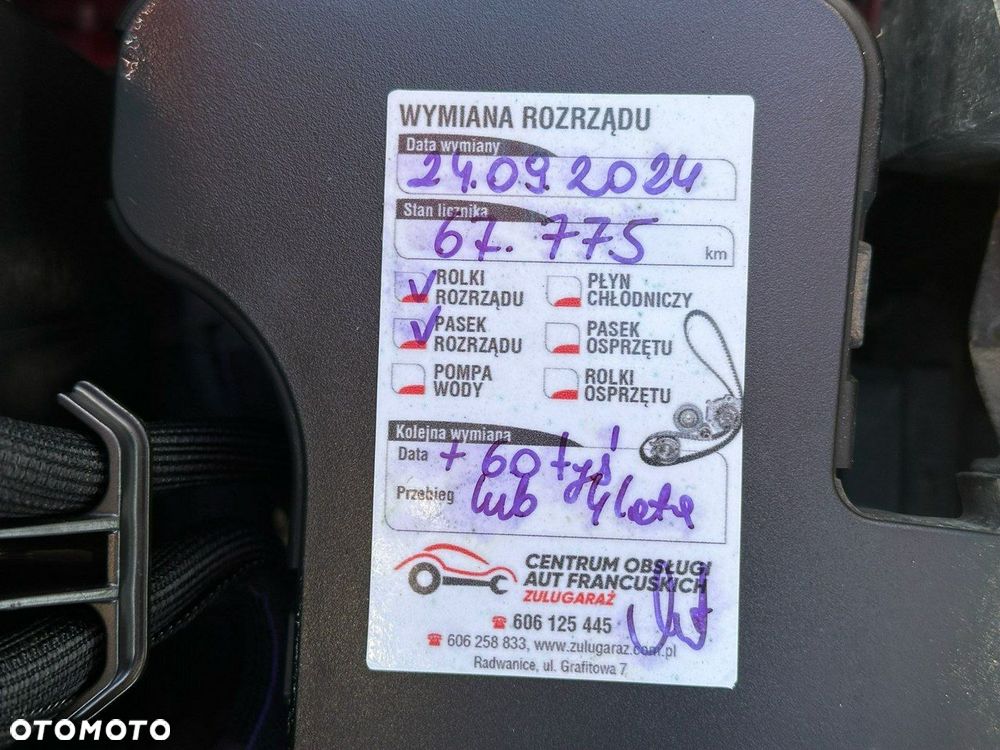 WYMIANA ROZRZĄDU
Data wymiany
24.09.2024
Stan licznika
67.775 km
ROLKI ROZRZĄDU
PŁYN CHŁODNICZY
PASEK ROZRZĄDU
PASEK OSPRZĘTU
POMPA WODY
ROLKI OSPRZĘTU
Kolejna wymiana
Data + 60 tyś
Przebieg lub 4 lata
CENTRUM OBSŁUGI
AUT FRANCUSKICH
ZULUGARAŻ
☎ 606 125 445
☎ 606 258 833, www.zulugaraz.com.pl
Radwanice, ul. Grafitowa 7
OTOMOTO